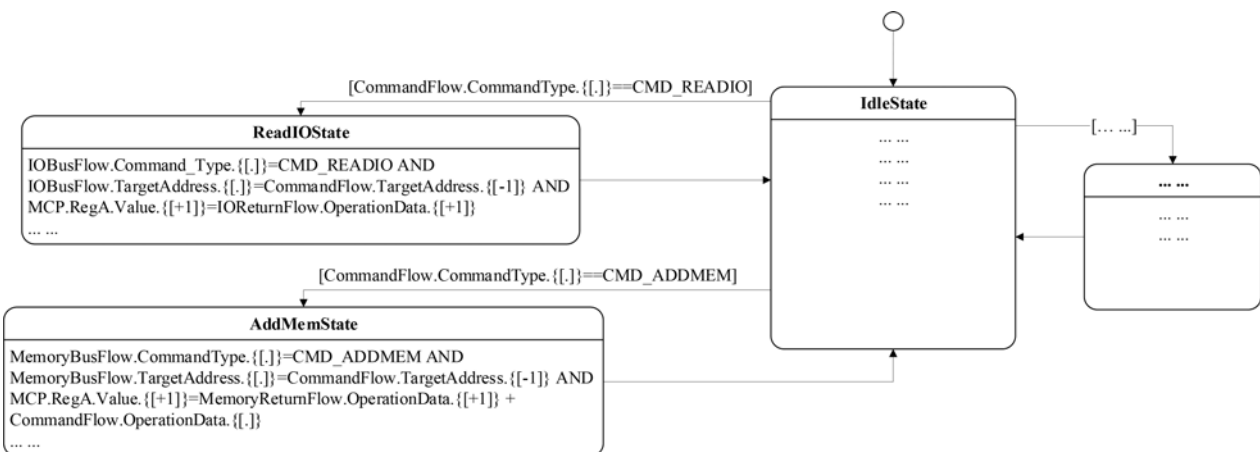 [CommandFlow.CommandType.{[.]}==CMD_READIO]
ReadIOState
IOBusFlow.Command_Type.{[.]}=CMD_READIO AND
IOBusFlow.TargetAddress.{[.]}=CommandFlow.TargetAddress.{[-1]} AND
MCP.RegA.Value.{[+1]}=IOReturnFlow.OperationData.{[+1]}
... ...
IdleState
... ...
... ...
... ...
... ...
[... ...]
... ...
... ...
... ...
[CommandFlow.CommandType.{[.]}==CMD_ADDMEM]
AddMemState
MemoryBusFlow.CommandType.{[.]}=CMD_ADDMEM AND
MemoryBusFlow.TargetAddress.{[.]}=CommandFlow.TargetAddress.{[-1]} AND
MCP.RegA.Value.{[+1]}=MemoryReturnFlow.OperationData.{[+1]} +
CommandFlow.OperationData.{[.]}
... ...